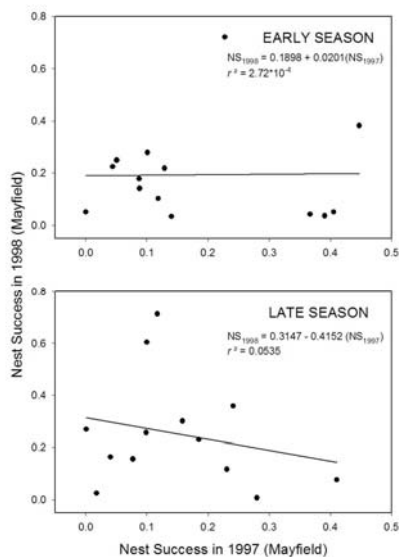 0.8
EARLY SEASON
NS1998 = 0.1898 + 0.0201(NS1997)
r ² = 2.72*10-4
0.6
0.4
0.2
0.0
0.0 0.1 0.2 0.3 0.4 0.5
Nest Success in 1998 (Mayfield)
0.8
LATE SEASON
NS1998 = 0.3147 - 0.4152 (NS1997)
r ² = 0.0535
0.6
0.4
0.2
0.0
0.0 0.1 0.2 0.3 0.4 0.5
Nest Success in 1997 (Mayfield)